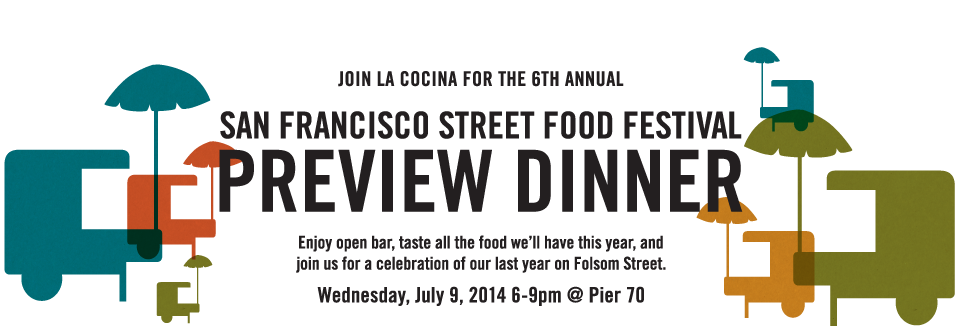 JOIN LA COCINA FOR THE 6TH ANNUAL
SAN FRANCISCO STREET FOOD FESTIVAL
PREVIEW DINNER
Enjoy open bar, taste all the food we'll have this year, and
join us for a celebration of our last year on Folsom Street.
Wednesday, July 9, 2014 6-9pm @ Pier 70